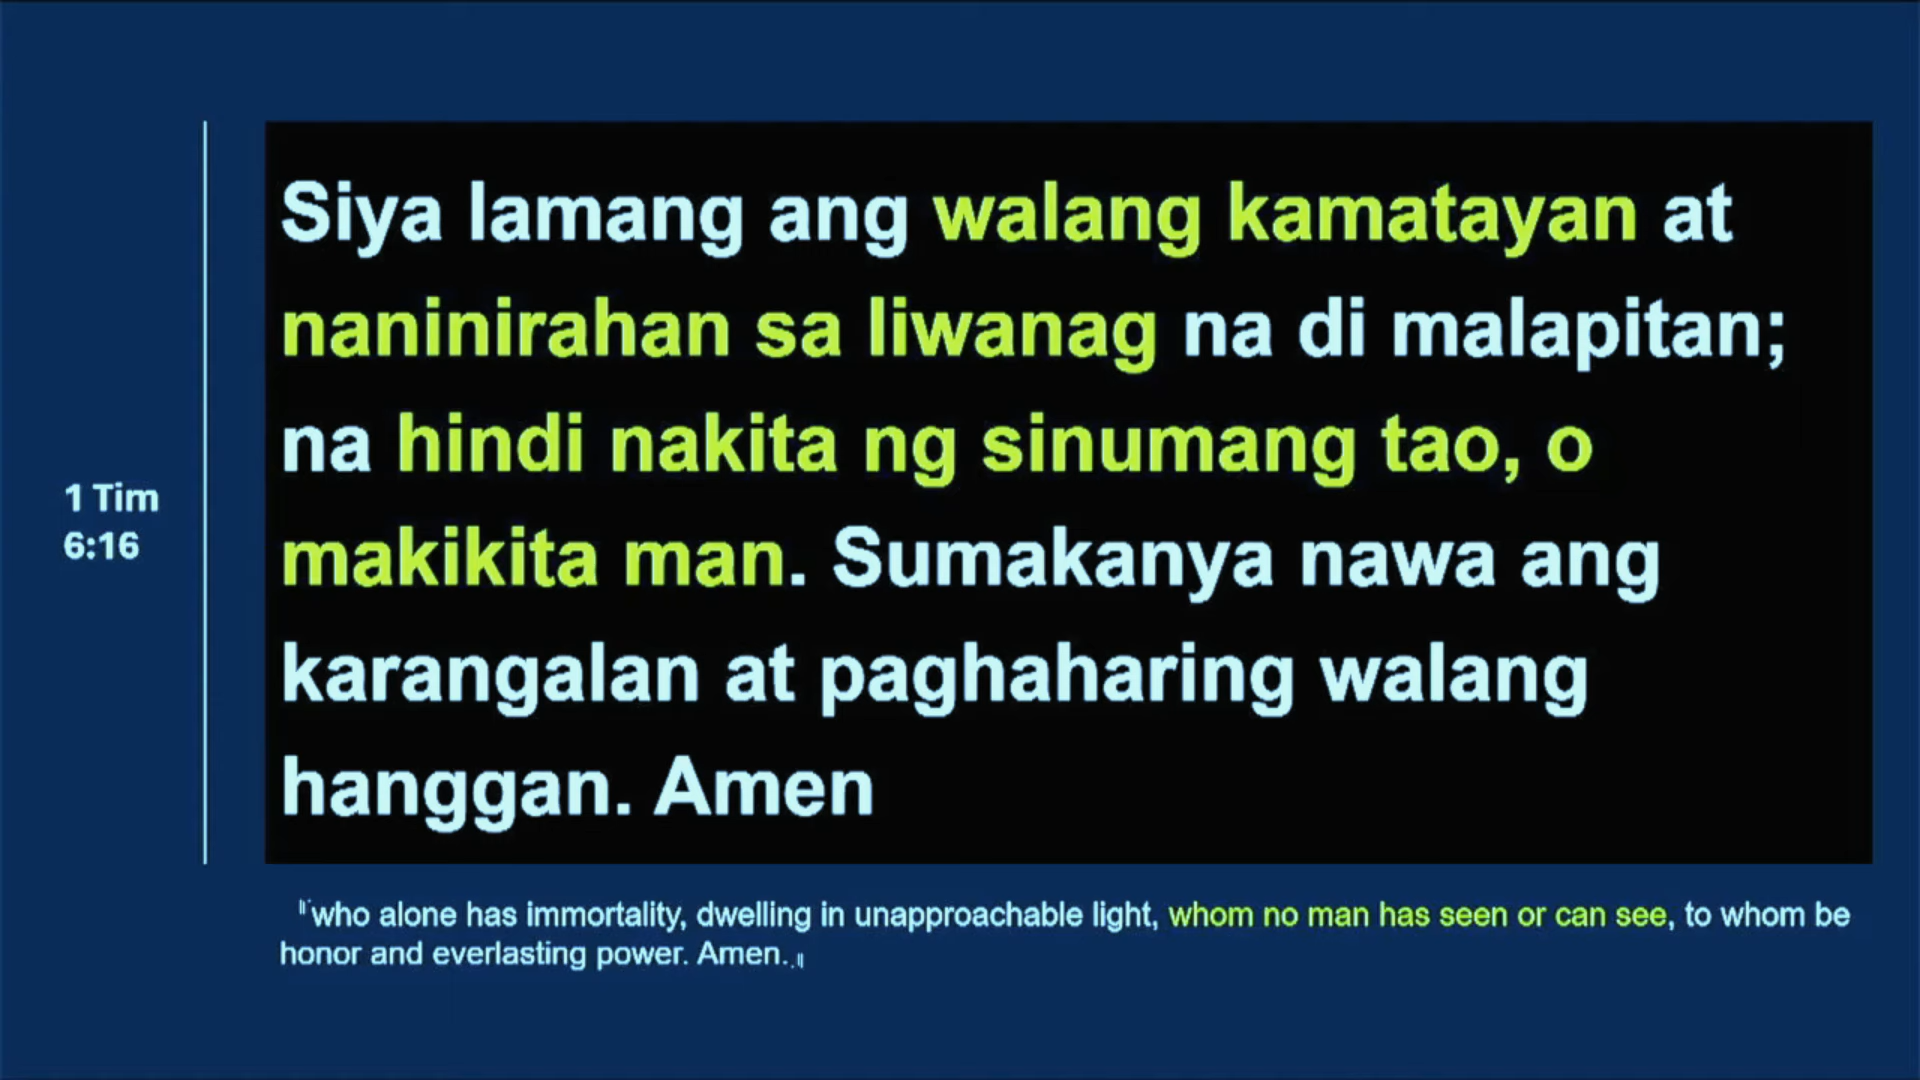 1 Tim
6:16
Siya lamang ang walang kamatayan at
naninirahan sa liwanag na di malapitan;
na hindi nakita ng sinumang tao, o
makikita man. Sumakanya nawa ang
karangalan at paghaharing walang
hanggan. Amen
who alone has immortality, dwelling in unapproachable light, whom no man has seen or can see, to whom be
honor and everlasting power. Amen.